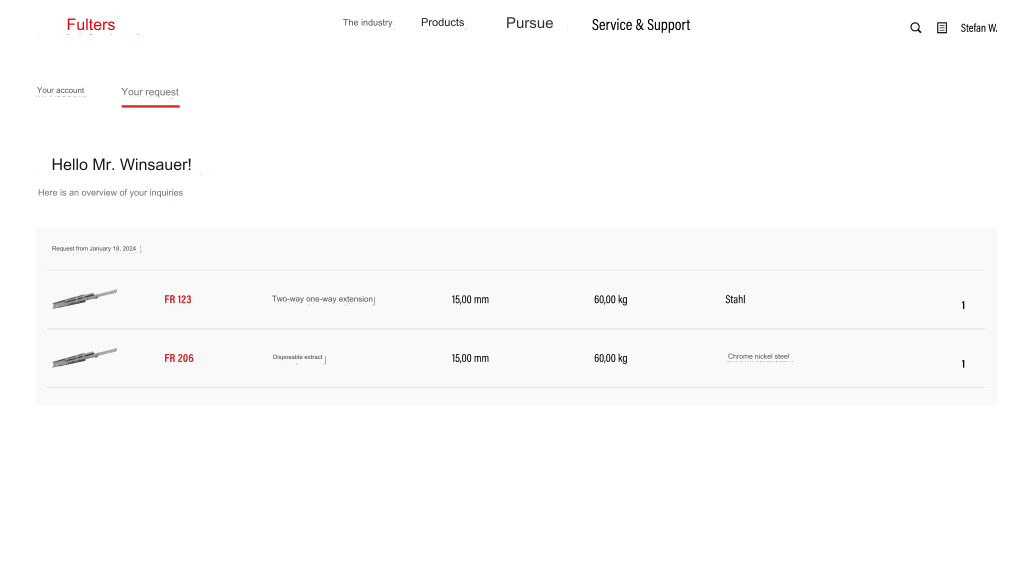 Fulters The industry Products Pursue Service & Support Stefan W.
Your account Your request
Hello Mr. Winsauer!
Here is an overview of your inquiries
Request from January 18, 2024
FR 123 Two-way one-way extension 15,00 mm 60,00 kg Stahl 1
FR 206 Disposable extract 15,00 mm 60,00 kg Chrome nickel steel 1